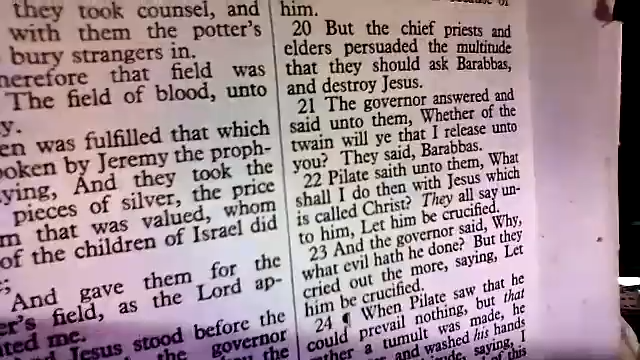 they took counsel, and
with them the potter's
bury strangers in.
herefore that field was
The field of blood, unto
y.
en was fulfilled that which
oken by Jeremy the proph-
ying, And they took the
pieces of silver, the price
m that was valued, whom
of the children of Israel did
And gave them for the
er's field, as the Lord ap-
ted me.
Jesus stood before the
the governor
him.
20 But the chief priests and
elders persuaded the multitude
that they should ask Barabbas,
and destroy Jesus.
21 The governor answered and
said unto them, Whether of the
twain will ye that I release unto
you? They said, Barabbas.
22 Pilate saith unto them, What
shall I do then with Jesus which
is called Christ? They all say un-
to him, Let him be crucified.
23 And the governor said, Why,
what evil hath he done? But they
cried out the more, saying, Let
him be crucified.
24 ¶ When Pilate saw that he
could prevail nothing, but that
rather a tumult was made, he
and washed his hands
saying, I